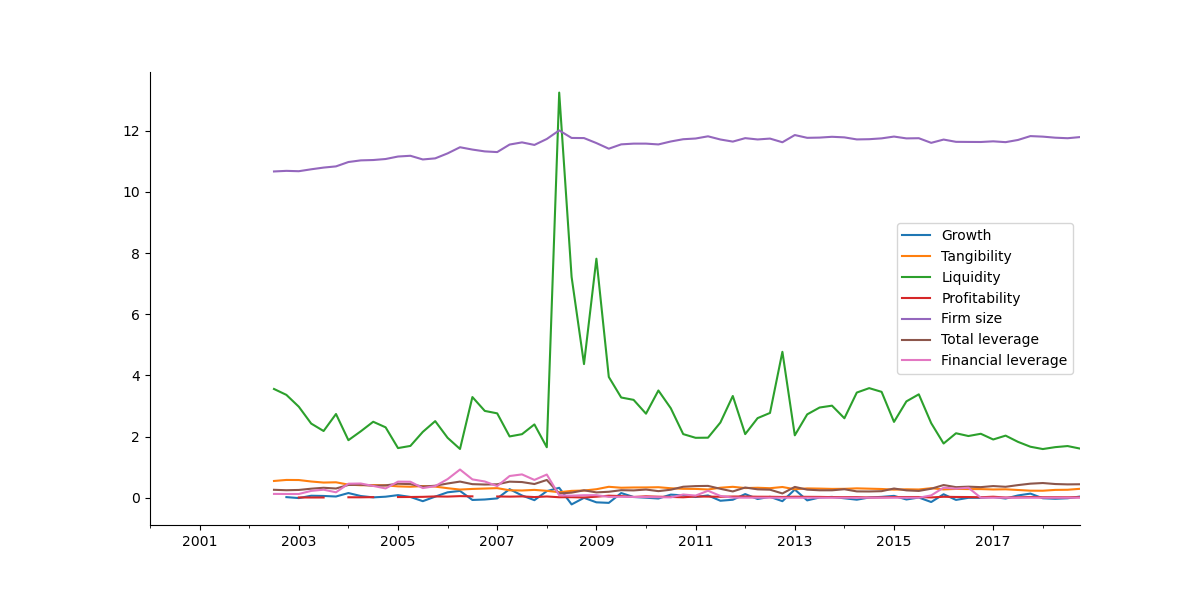 12
10
8
6
4
2
0
Growth
Tangibility
Liquidity
Profitability
Firm size
Total leverage
Financial leverage
2001 2003 2005 2007 2009 2011 2013 2015 2017